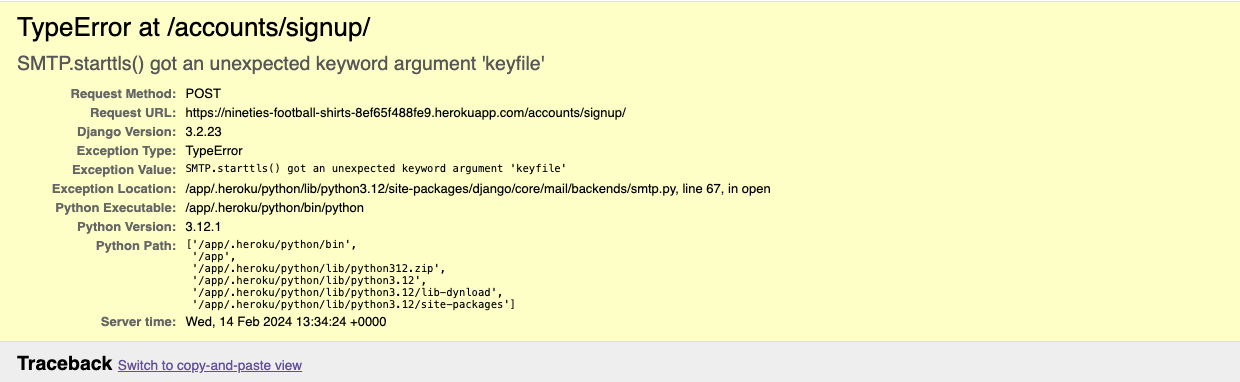 TypeError at /accounts/signup/
SMTP.starttls() got an unexpected keyword argument 'keyfile'
Request Method: POST
Request URL: https://nineties-football-shirts-8ef65f488fe9.herokuapp.com/accounts/signup/
Django Version: 3.2.23
Exception Type: TypeError
Exception Value: SMTP.starttls() got an unexpected keyword argument 'keyfile'
Exception Location: /app/.heroku/python/lib/python3.12/site-packages/django/core/mail/backends/smtp.py, line 67, in open
Python Executable: /app/.heroku/python/bin/python
Python Version: 3.12.1
Python Path: ['/app/.heroku/python/bin',
'/app',
'/app/.heroku/python/lib/python312.zip',
'/app/.heroku/python/lib/python3.12',
'/app/.heroku/python/lib/python3.12/lib-dynload',
'/app/.heroku/python/lib/python3.12/site-packages']
Server time: Wed, 14 Feb 2024 13:34:24 +0000
Traceback Switch to copy-and-paste view